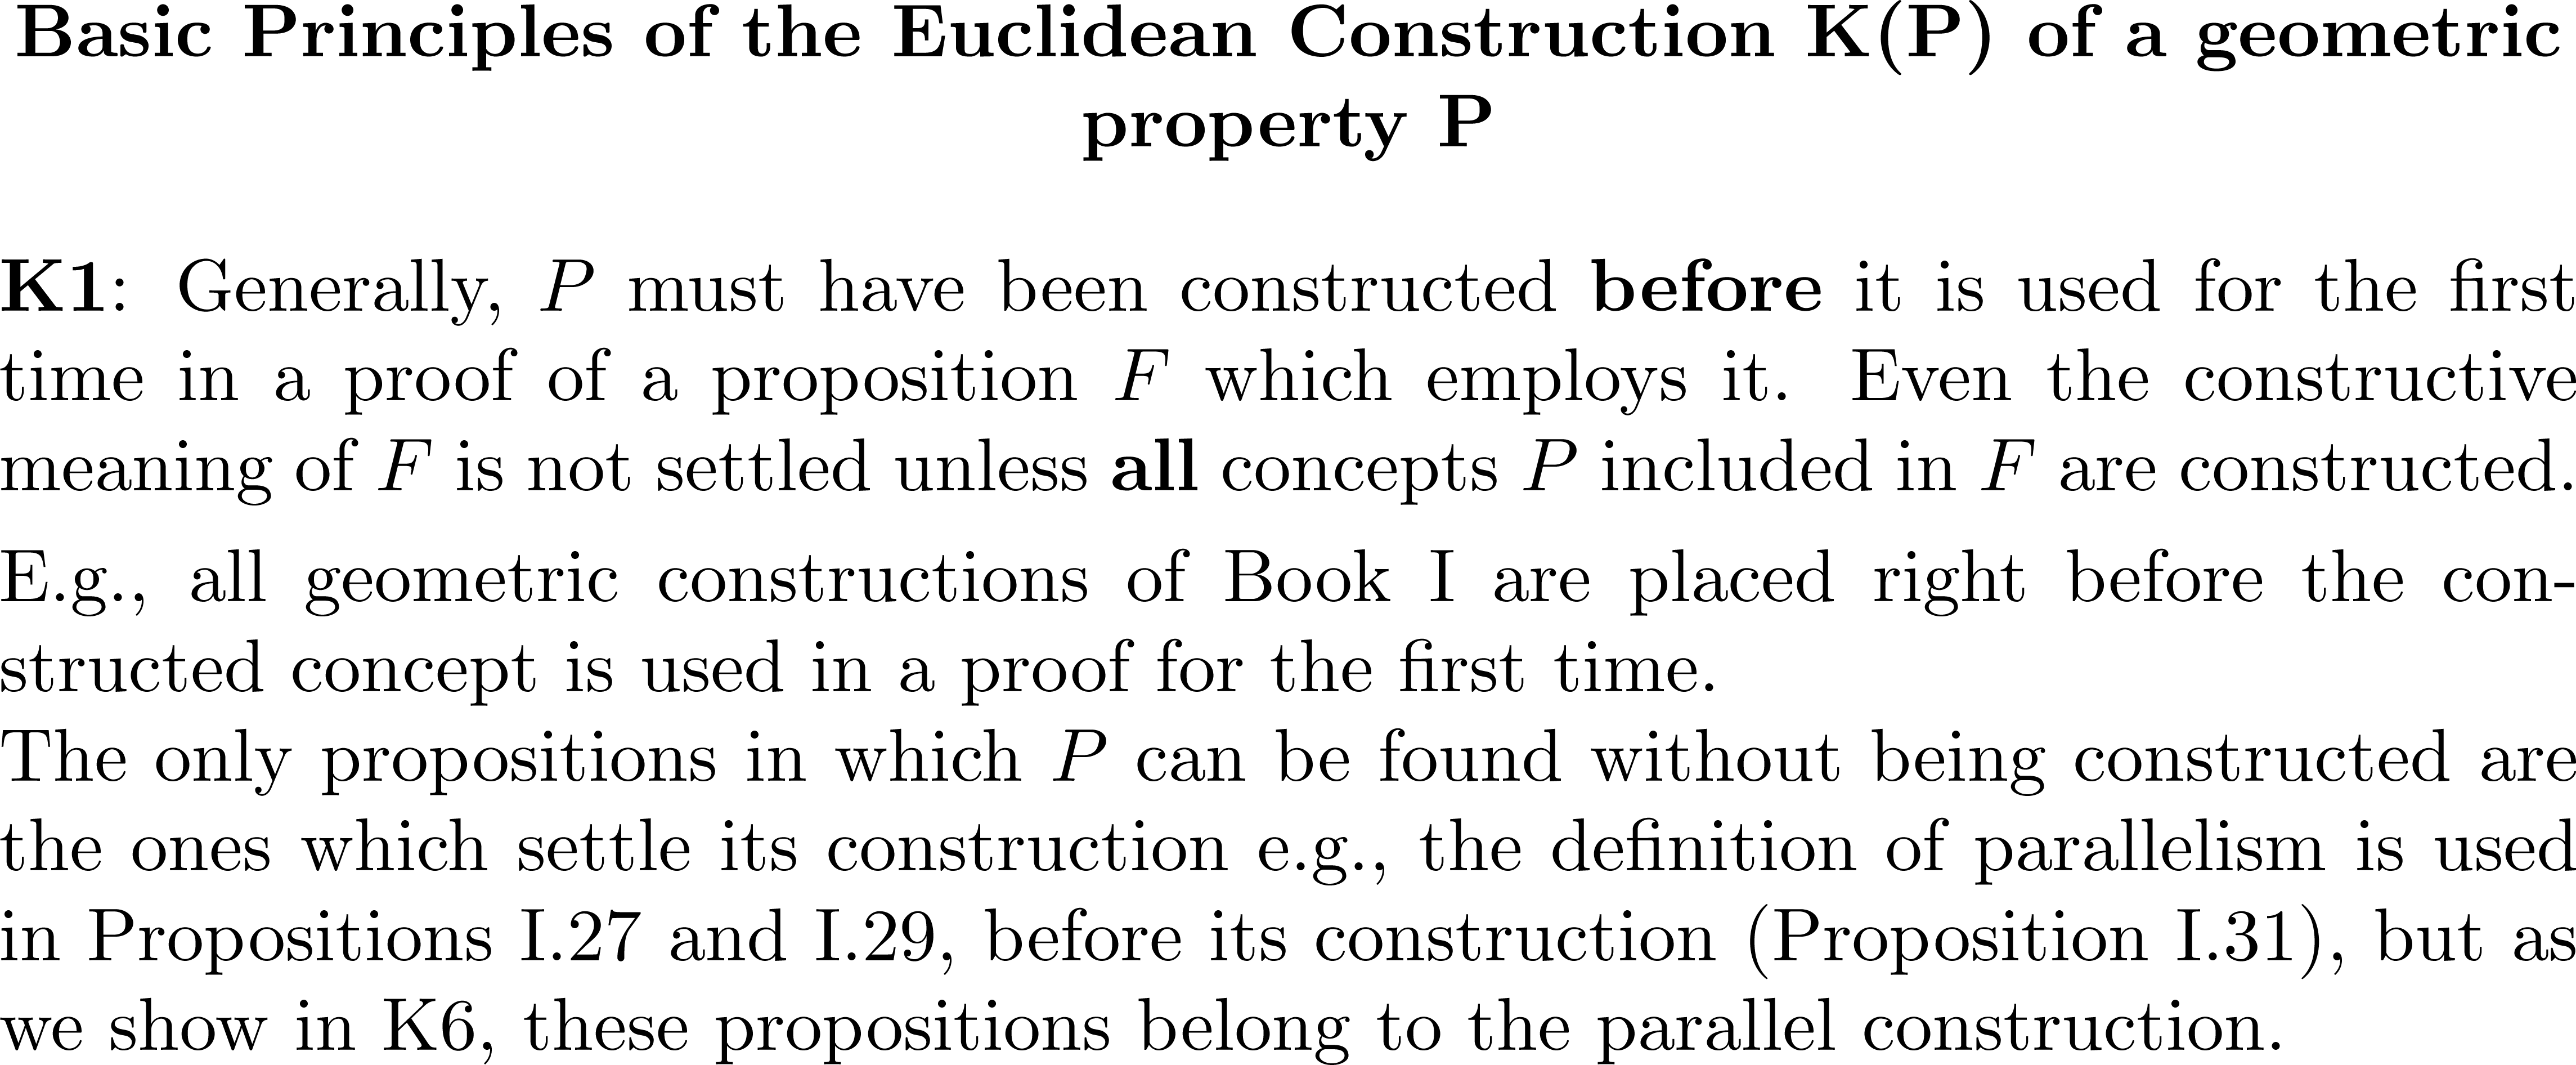 Basic Principles of the Euclidean Construction K(P) of a geometric
property P
K1: Generally, P must have been constructed before it is used for the first
time in a proof of a proposition F which employs it. Even the constructive
meaning of F is not settled unless all concepts P included in F are constructed.
E.g., all geometric constructions of Book I are placed right before the con-
structed concept is used in a proof for the first time.
The only propositions in which P can be found without being constructed are
the ones which settle its construction e.g., the definition of parallelism is used
in Propositions I.27 and I.29, before its construction (Proposition I.31), but as
we show in K6, these propositions belong to the parallel construction.